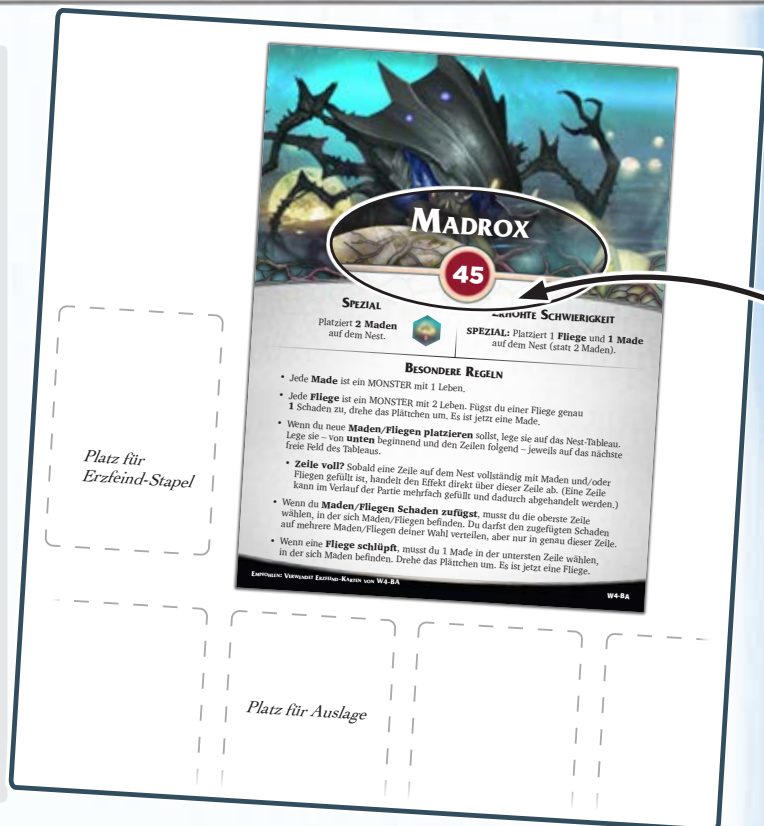 MADROX
45
SPEZIAL
Platziert 2 Maden
auf dem Nest.
ERHÖHTE SCHWIERIGKEIT
SPEZIAL: Platziert 1 Fliege und 1 Made
auf dem Nest (statt 2 Maden).
BESONDERE REGELN
• Jede Made ist ein MONSTER mit 1 Leben.
• Jede Fliege ist ein MONSTER mit 2 Leben. Fügst du einer Fliege genau
1 Schaden zu, drehe das Plättchen um. Es ist jetzt eine Made.
• Wenn du neue Maden/Fliegen platzieren sollst, lege sie auf das Nest-Tableau.
Lege sie – von unten beginnend und den Zeilen folgend – jeweils auf das nächste
freie Feld des Tableaus.
• Zeile voll? Sobald eine Zeile auf dem Nest vollständig mit Maden und/oder
Fliegen gefüllt ist, handelt den Effekt direkt über dieser Zeile ab. (Eine Zeile
kann im Verlauf der Partie mehrfach gefüllt und dadurch abgehandelt werden.)
• Wenn du Maden/Fliegen Schaden zufügst, musst du die oberste Zeile
wählen, in der sich Maden/Fliegen befinden. Du darfst den zugefügten Schaden
auf mehrere Maden/Fliegen deiner Wahl verteilen, aber nur in genau dieser Zeile.
• Wenn eine Fliege schlüpft, musst du 1 Made in der untersten Zeile wählen,
in der sich Maden befinden. Drehe das Plättchen um. Es ist jetzt eine Fliege.
EMPFOHLEN: VERWENDET ERZFEIND-KARTEN VON W4-BA
W4-BA
Platz für
Erzfeind-Stapel
Platz für Auslage